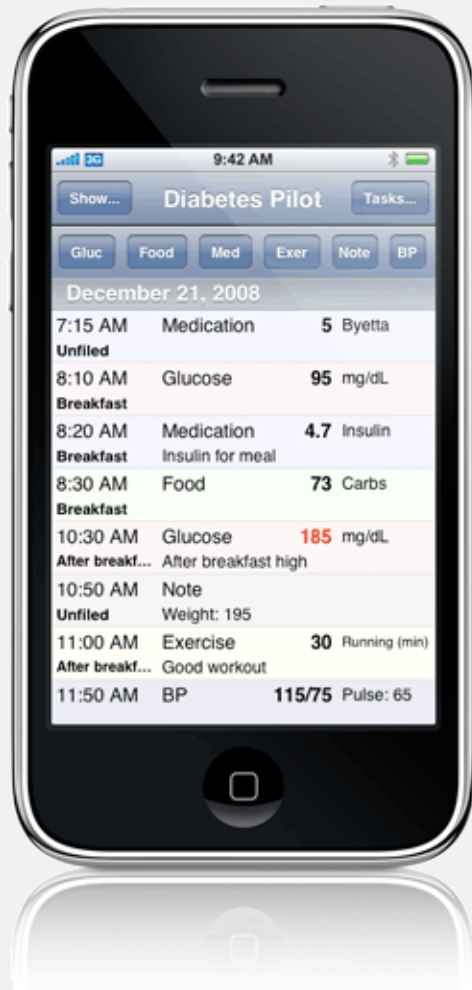 3G 9:42 AM
Show... Diabetes Pilot Tasks...
Gluc Food Med Exer Note BP
December 21, 2008
7:15 AM Medication 5 Byetta
Unfiled
8:10 AM Glucose 95 mg/dL
Breakfast
8:20 AM Medication 4.7 Insulin
Breakfast Insulin for meal
8:30 AM Food 73 Carbs
Breakfast
10:30 AM Glucose 185 mg/dL
After breakf... After breakfast high
10:50 AM Note
Unfiled Weight: 195
11:00 AM Exercise 30 Running (min)
After breakf... Good workout
11:50 AM BP 115/75 Pulse: 65